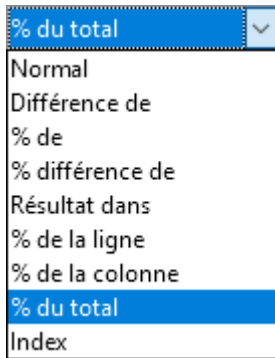 % du total
Normal
Différence de
% de
% différence de
Résultat dans
% de la ligne
% de la colonne
% du total
Index